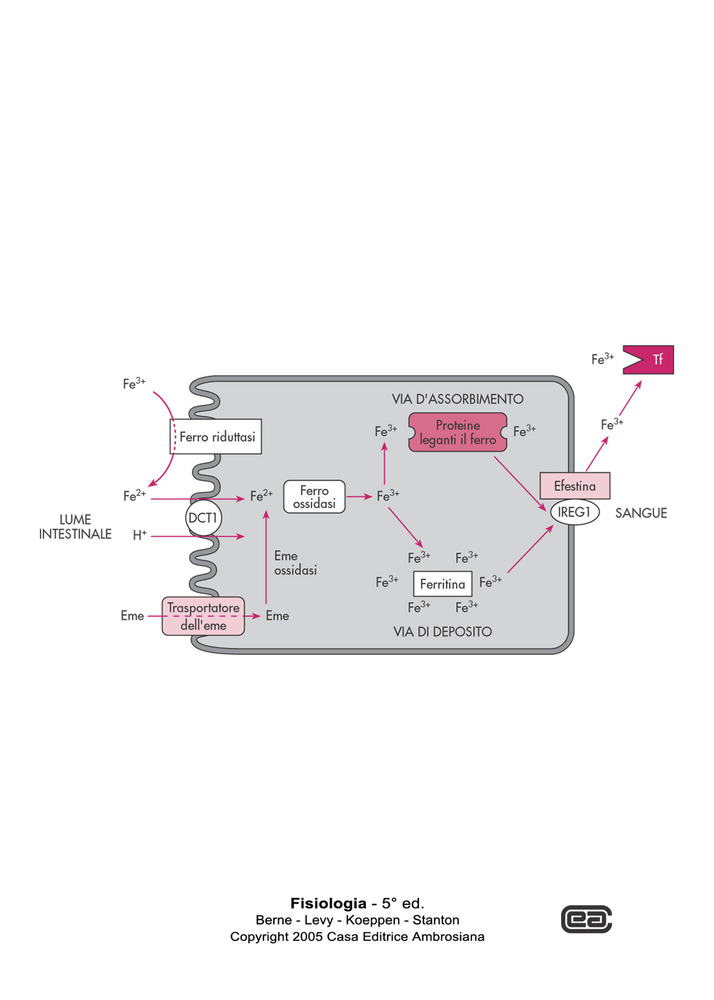 Fe3+
Tf
Fe3+
VIA D'ASSORBIMENTO
Fe3+
Proteine
leganti il ferro
Fe3+
Fe3+
Ferro riduttasi
Fe2+
Fe2+
Ferro
ossidasi
Fe3+
Efestina
DCT1
IREG1
SANGUE
LUME
INTESTINALE
H+
Eme
ossidasi
Fe3+
Fe3+
Fe3+
Ferritina
Fe3+
Fe3+
Fe3+
Eme
Trasportatore
dell'eme
Eme
VIA DI DEPOSITO
Fisiologia - 5° ed.
Berne - Levy - Koeppen - Stanton
Copyright 2005 Casa Editrice Ambrosiana
ea